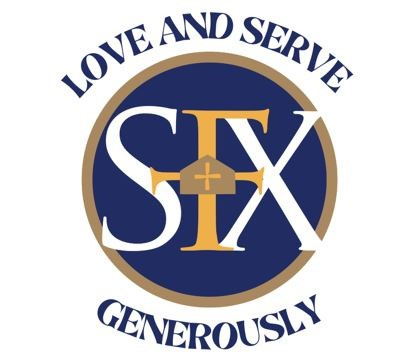 LOVE AND SERVE
SFX
GENEROUSLY